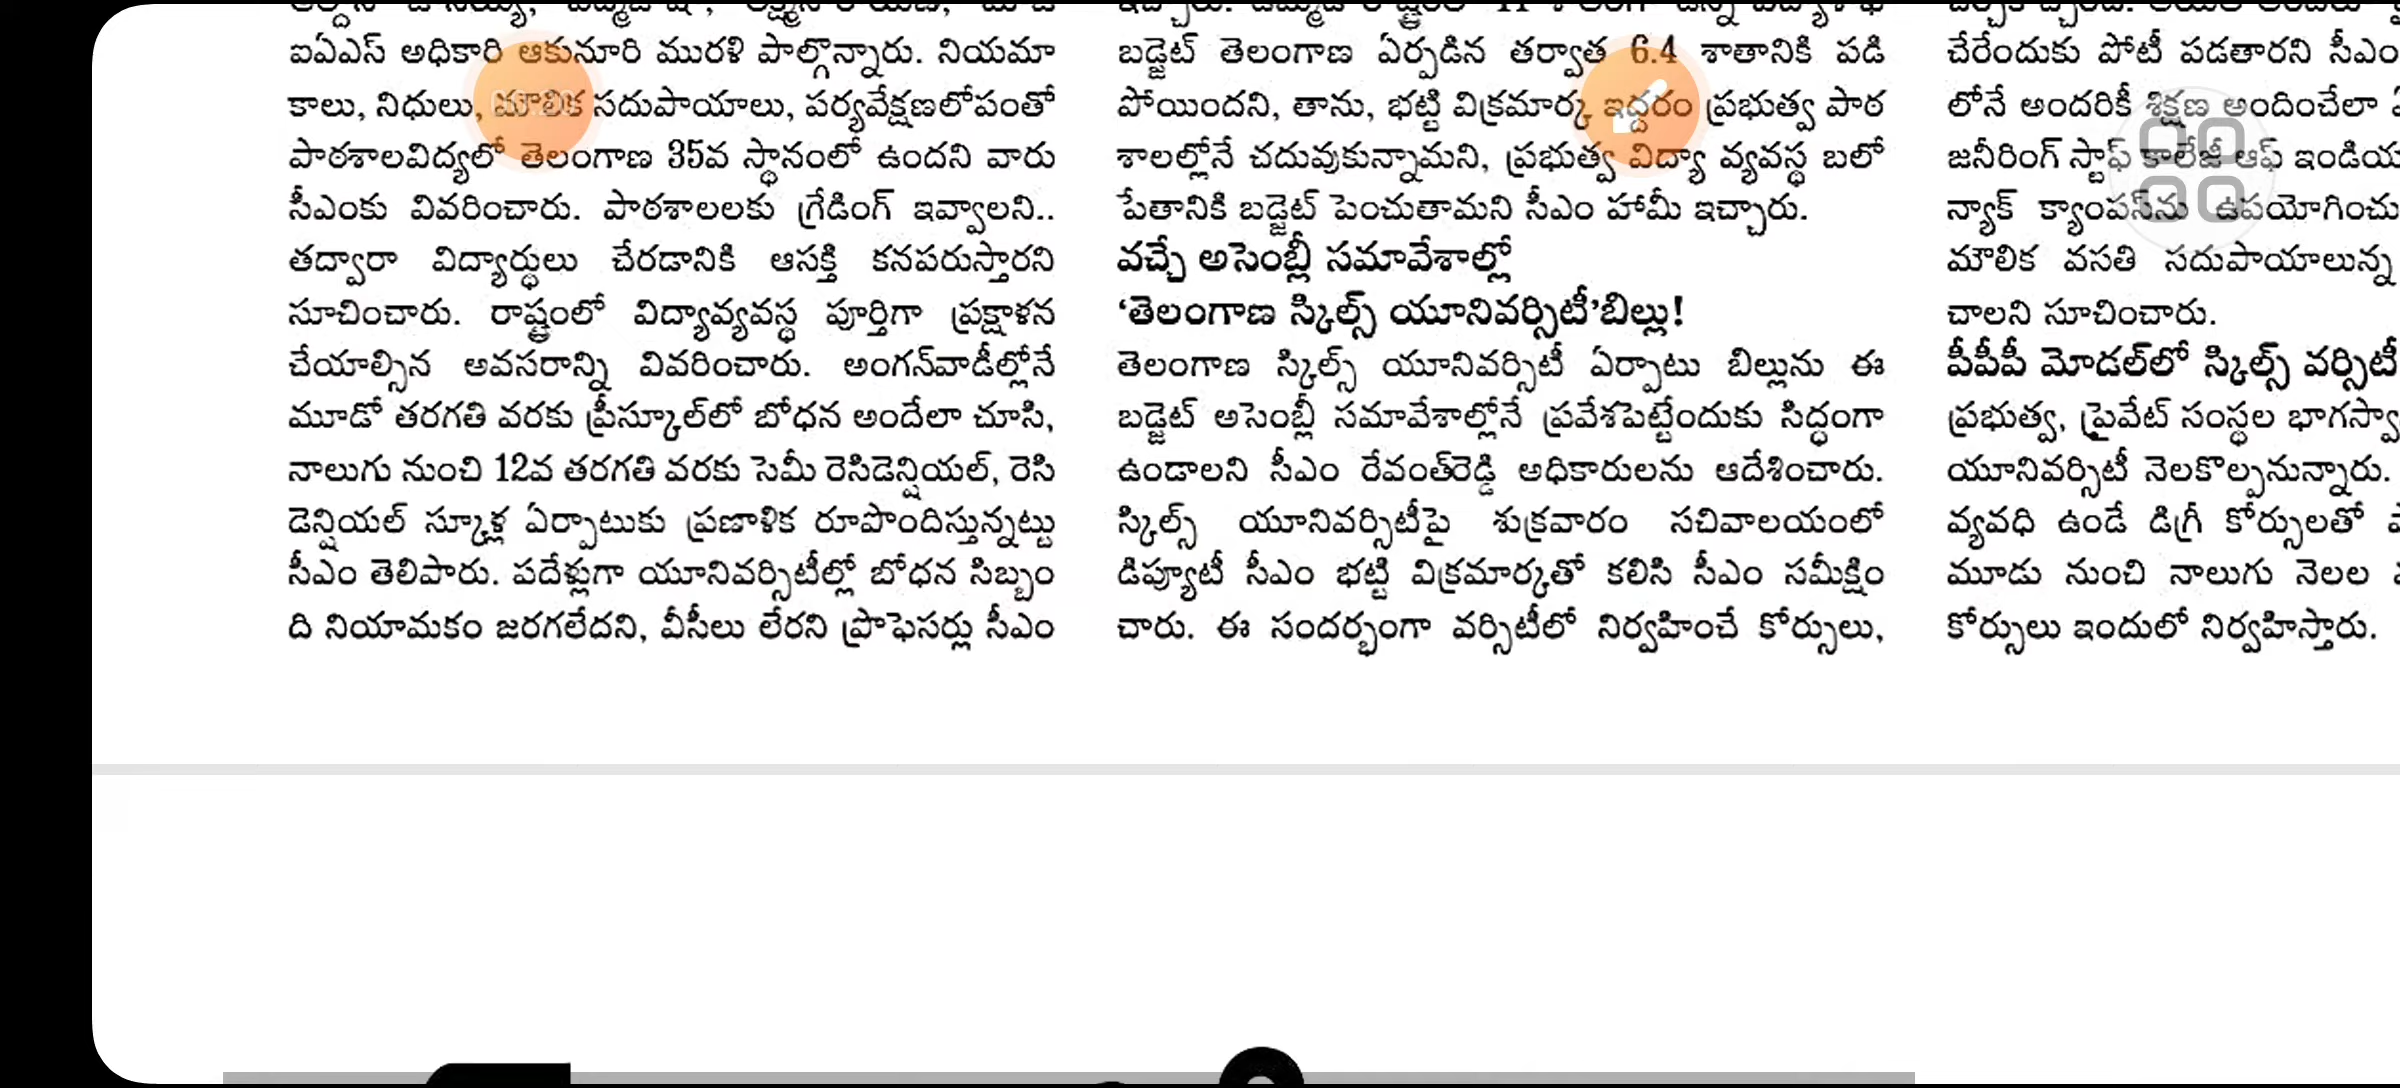 ఐఏఎస్ అధికారి ఆకునూరి మురళి పాల్గొన్నారు. నియమా
కాలు, నిధులు, మౌలిక సదుపాయాలు, పర్యవేక్షణలోపంతో
పాఠశాలవిద్యలో తెలంగాణ 35వ స్థానంలో ఉందని వారు
సీఎంకు వివరించారు. పాఠశాలలకు గ్రేడింగ్ ఇవ్వాలని..
తద్వారా విద్యార్థులు చేరడానికి ఆసక్తి కనపరుస్తారని
సూచించారు. రాష్ట్రంలో విద్యావ్యవస్థ పూర్తిగా ప్రక్షాళన
చేయాల్సిన అవసరాన్ని వివరించారు. అంగన్‌వాడీల్లోనే
మూడో తరగతి వరకు ప్రీస్కూల్‌లో బోధన అందేలా చూసి,
నాలుగు నుంచి 12వ తరగతి వరకు సెమీ రెసిడెన్షియల్, రెసి
డెన్షియల్ స్కూళ్ల ఏర్పాటుకు ప్రణాళిక రూపొందిస్తున్నట్టు
సీఎం తెలిపారు. పదేళ్లుగా యూనివర్సిటీల్లో బోధన సిబ్బం
ది నియామకం జరగలేదని, వీసీలు లేరని ప్రొఫెసర్లు సీఎం
బడ్జెట్ తెలంగాణ ఏర్పడిన తర్వాత 6.4 శాతానికి పడి
పోయిందని, తాను, భట్టి విక్రమార్క ఇద్దరం ప్రభుత్వ పాఠ
శాలల్లోనే చదువుకున్నామని, ప్రభుత్వ విద్యా వ్యవస్థ బలో
పేతానికి బడ్జెట్ పెంచుతామని సీఎం హామీ ఇచ్చారు.
వచ్చే అసెంబ్లీ సమావేశాల్లో
‘తెలంగాణ స్కిల్స్ యూనివర్సిటీ’బిల్లు!
తెలంగాణ స్కిల్స్ యూనివర్సిటీ ఏర్పాటు బిల్లును ఈ
బడ్జెట్ అసెంబ్లీ సమావేశాల్లోనే ప్రవేశపెట్టేందుకు సిద్ధంగా
ఉండాలని సీఎం రేవంత్‌రెడ్డి అధికారులను ఆదేశించారు.
స్కిల్స్ యూనివర్సిటీపై శుక్రవారం సచివాలయంలో
డిప్యూటీ సీఎం భట్టి విక్రమార్కతో కలిసి సీఎం సమీక్షిం
చారు. ఈ సందర్భంగా వర్సిటీలో నిర్వహించే కోర్సులు,
చేరేందుకు పోటీ పడతారని సీఎం
లోనే అందరికీ శిక్షణ అందించేలా
జనీరింగ్ స్టాఫ్ కాలేజీ ఆఫ్ ఇండియ
న్యాక్ క్యాంపస్‌ను ఉపయోగించు
మౌలిక వసతి సదుపాయాలున్న
చాలని సూచించారు.
పీపీపీ మోడల్‌లో స్కిల్స్ వర్సిటీ
ప్రభుత్వ, ప్రైవేట్ సంస్థల భాగస్వా
యూనివర్సిటీ నెలకొల్పనున్నారు.
వ్యవధి ఉండే డిగ్రీ కోర్సులతో
మూడు నుంచి నాలుగు నెలల
కోర్సులు ఇందులో నిర్వహిస్తారు.